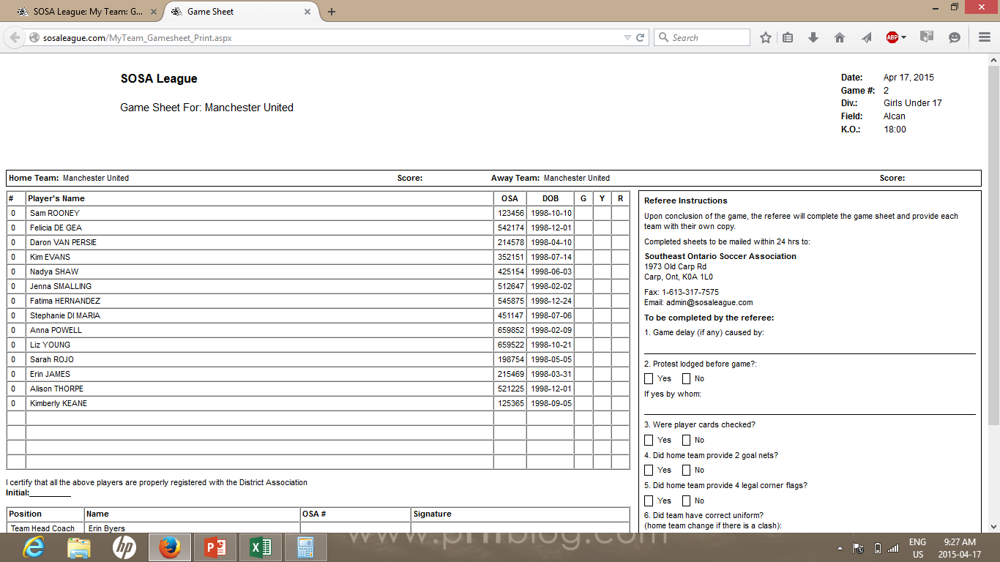 SOSA League: My Team: G...
Game Sheet
sosaleague.com/MyTeam_Gamesheet_Print.aspx
Search
ABP
SOSA League
Game Sheet For: Manchester United
Date: Apr 17, 2015
Game #: 2
Div.: Girls Under 17
Field: Alcan
K.O.: 18:00
Home Team: Manchester United Score: Away Team: Manchester United Score:
# Player's Name OSA DOB G Y R
0 Sam ROONEY 123456 1998-10-10
0 Felicia DE GEA 542174 1998-12-01
0 Daron VAN PERSIE 214578 1998-04-10
0 Kim EVANS 352151 1998-07-14
0 Nadya SHAW 425154 1998-06-03
0 Jenna SMALLING 512647 1998-02-02
0 Fatima HERNANDEZ 545875 1998-12-24
0 Stephanie DI MARIA 451147 1998-07-06
0 Anna POWELL 659852 1998-02-09
0 Liz YOUNG 659522 1998-10-21
0 Sarah ROJO 198754 1998-05-05
0 Erin JAMES 215469 1998-03-31
0 Alison THORPE 521225 1998-12-01
0 Kimberly KEANE 125365 1998-09-05
I certify that all the above players are properly registered with the District Association
Initial:
Position Name OSA # Signature
Team Head Coach Erin Byers
Referee Instructions
Upon conclusion of the game, the referee will complete the game sheet and provide each
team with their own copy.
Completed sheets to be mailed within 24 hrs to:
Southeast Ontario Soccer Association
1973 Old Carp Rd
Carp, Ont, K0A 1L0
Fax: 1-613-317-7575
Email: admin@sosaleague.com
To be completed by the referee:
1. Game delay (if any) caused by:
2. Protest lodged before game?:
Yes No
If yes by whom:
3. Were player cards checked?
Yes No
4. Did home team provide 2 goal nets?
Yes No
5. Did home team provide 4 legal corner flags?
Yes No
6. Did team have correct uniform?
(home team change if there is a clash):
hp
ENG
US
9:27 AM
2015-04-17